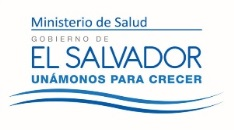 Ministerio de Salud
GOBIERNO DE
EL SALVADOR
UNÁMONOS PARA CRECER